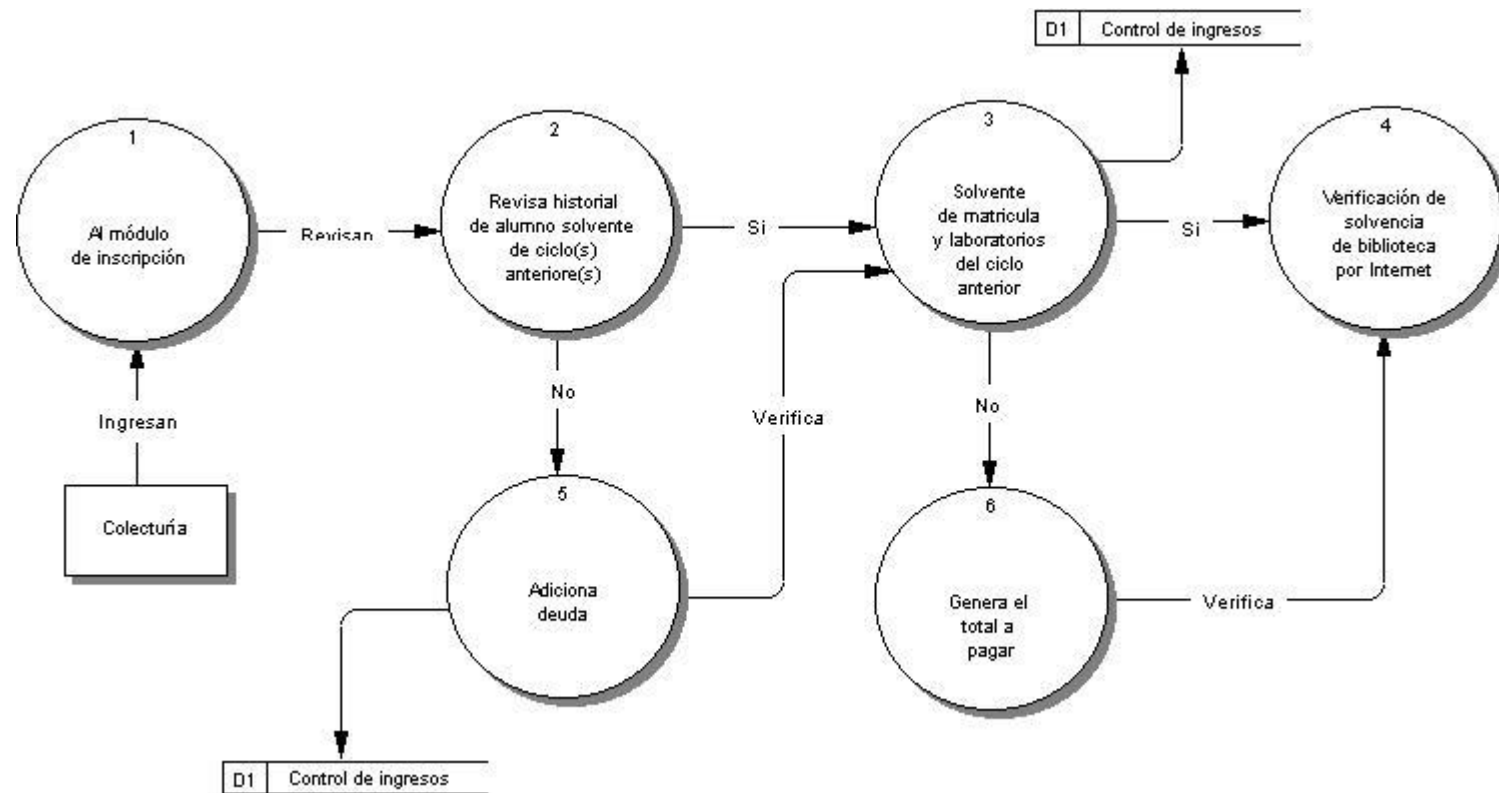 D1 Control de ingresos
1
Al módulo
de inscripción
Revisan
2
Revisa historial
de alumno solvente
de ciclo(s)
anteriore(s)
Si
3
Solvente
de matricula
y laboratorios
del ciclo
anterior
Si
4
Verificación de
solvencia
de biblioteca
por Internet
Ingresan
Colecturía
No
Verifica
No
5
Adiciona
deuda
6
Genera el
total a
pagar
Verifica
D1 Control de ingresos